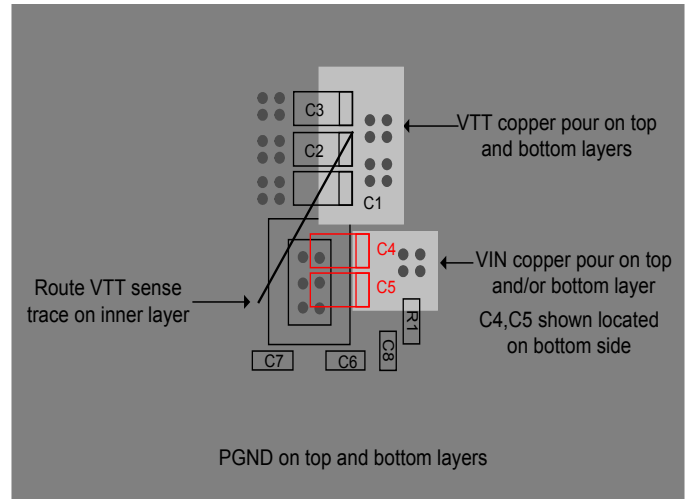 C3
C2
C1
VTT copper pour on top
and bottom layers
C4
C5
VIN copper pour on top
and/or bottom layer
C4,C5 shown located
on bottom side
Route VTT sense
trace on inner layer
R1
C7
C6
C8
PGND on top and bottom layers